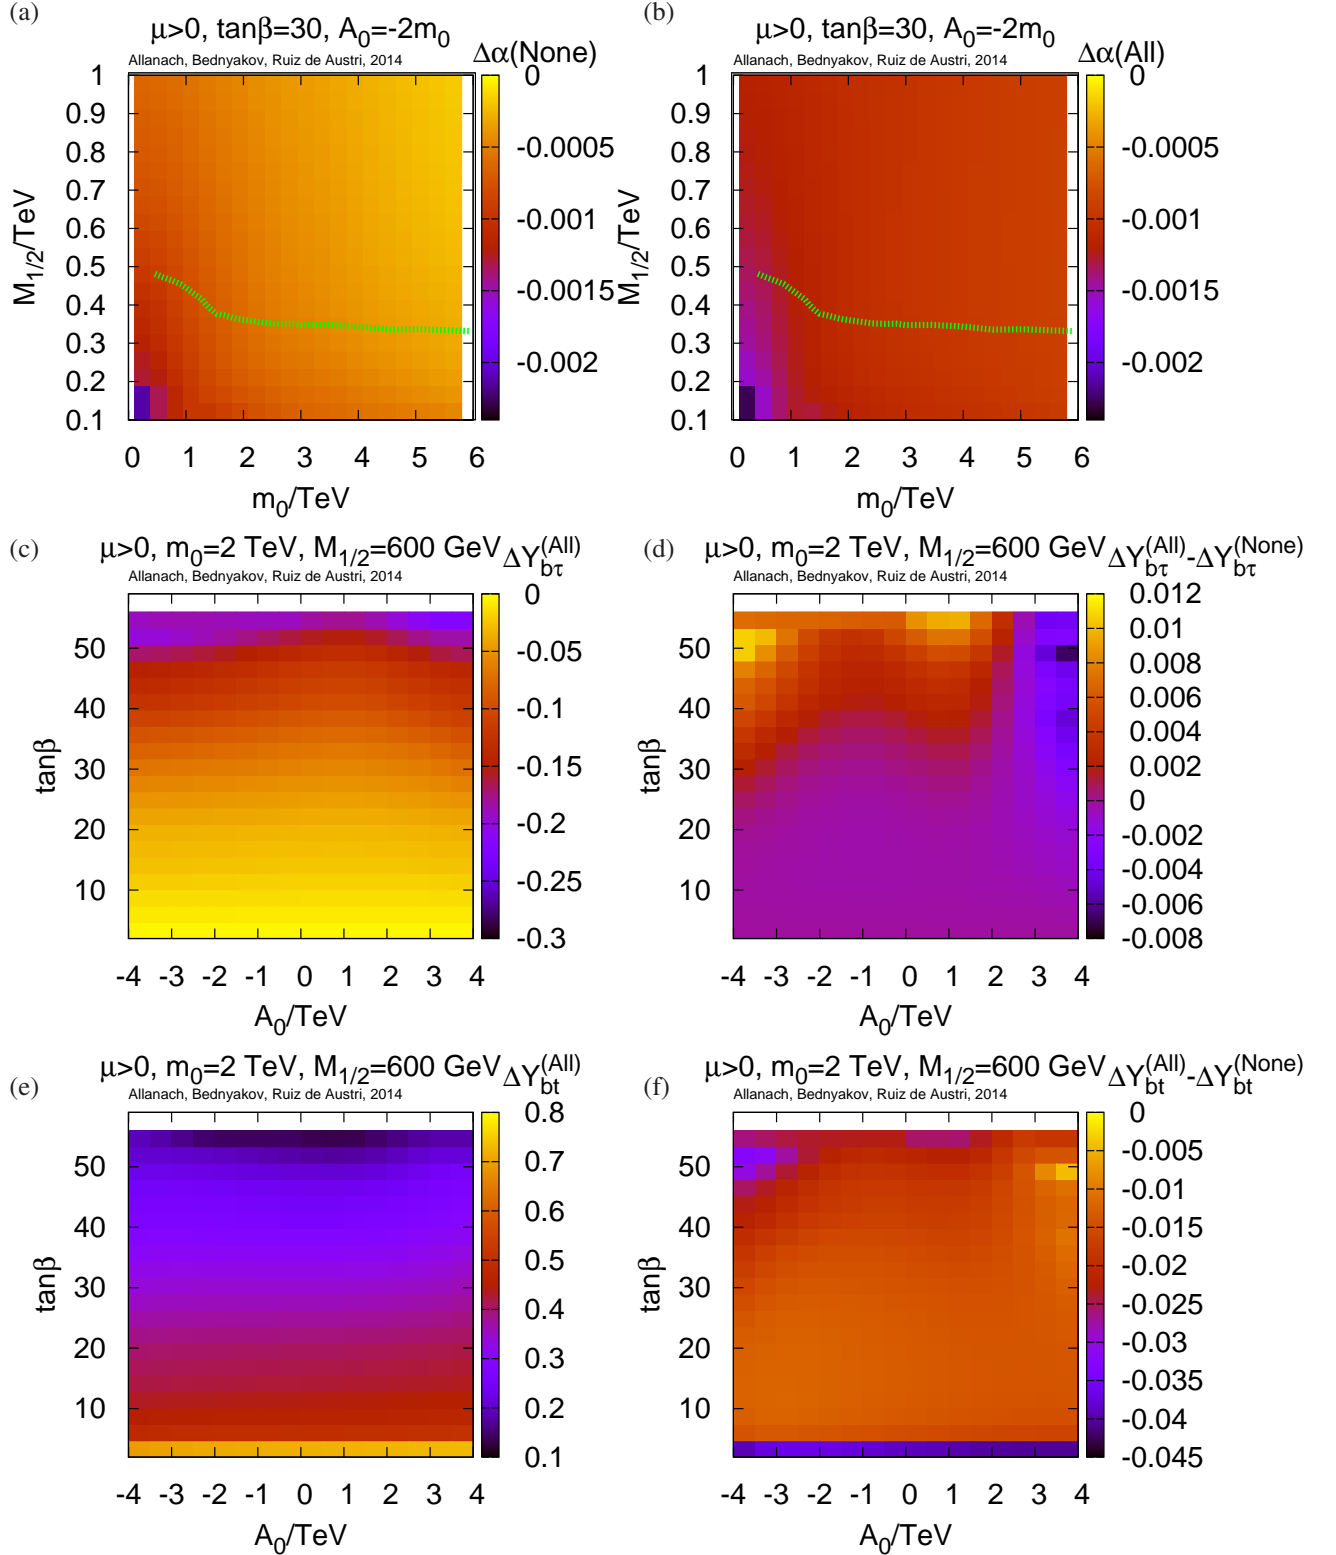 (a)
μ>0, tanβ=30, A0=-2m0
Allanach, Bednyakov, Ruiz de Austri, 2014
Δα(None)
1
0.9
0.8
0.7
0.6
0.5
0.4
0.3
0.2
0.1
M1/2/TeV
0 1 2 3 4 5 6
m0/TeV
0
-0.0005
-0.001
-0.0015
-0.002
(b)
μ>0, tanβ=30, A0=-2m0
Allanach, Bednyakov, Ruiz de Austri, 2014
Δα(All)
1
0.9
0.8
0.7
0.6
0.5
0.4
0.3
0.2
0.1
M1/2/TeV
0 1 2 3 4 5 6
m0/TeV
0
-0.0005
-0.001
-0.0015
-0.002
(c)
μ>0, m0=2 TeV, M1/2=600 GeV
ΔYbτ(All)
Allanach, Bednyakov, Ruiz de Austri, 2014
50
40
30
20
10
tanβ
-4 -3 -2 -1 0 1 2 3 4
A0/TeV
0
-0.05
-0.1
-0.15
-0.2
-0.25
-0.3
(d)
μ>0, m0=2 TeV, M1/2=600 GeV
ΔYbτ(All)-ΔYbτ(None)
Allanach, Bednyakov, Ruiz de Austri, 2014
50
40
30
20
10
tanβ
-4 -3 -2 -1 0 1 2 3 4
A0/TeV
0.012
0.01
0.008
0.006
0.004
0.002
0
-0.002
-0.004
-0.006
-0.008
(e)
μ>0, m0=2 TeV, M1/2=600 GeV
ΔYbt(All)
Allanach, Bednyakov, Ruiz de Austri, 2014
50
40
30
20
10
tanβ
-4 -3 -2 -1 0 1 2 3 4
A0/TeV
0.8
0.7
0.6
0.5
0.4
0.3
0.2
0.1
(f)
μ>0, m0=2 TeV, M1/2=600 GeV
ΔYbt(All)-ΔYbt(None)
Allanach, Bednyakov, Ruiz de Austri, 2014
50
40
30
20
10
tanβ
-4 -3 -2 -1 0 1 2 3 4
A0/TeV
0
-0.005
-0.01
-0.015
-0.02
-0.025
-0.03
-0.035
-0.04
-0.045